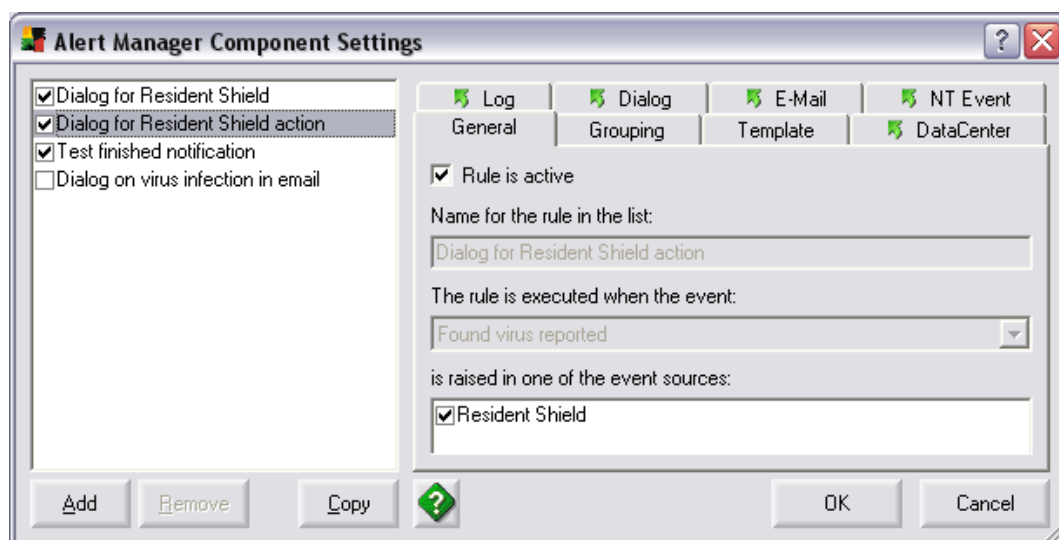 Alert Manager Component Settings
Dialog for Resident Shield
Dialog for Resident Shield action
Test finished notification
Dialog on virus infection in email
Log
Dialog
E-Mail
NT Event
General
Grouping
Template
DataCenter
Rule is active
Name for the rule in the list:
Dialog for Resident Shield action
The rule is executed when the event:
Found virus reported
is raised in one of the event sources:
Resident Shield
Add
Remove
Copy
?
OK
Cancel